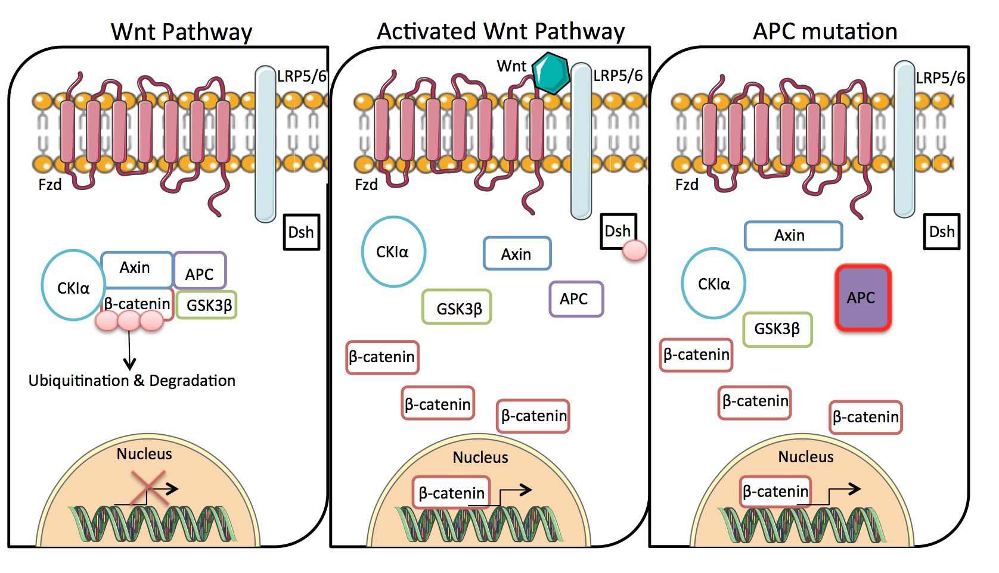 Wnt Pathway
LRP5/6
Fzd
Dsh
CKIα
Axin
APC
β-catenin
GSK3β
Ubiquitination & Degradation
Nucleus
Activated Wnt Pathway
Wnt
LRP5/6
Fzd
Dsh
CKIα
Axin
GSK3β
APC
β-catenin
β-catenin
β-catenin
Nucleus
β-catenin
APC mutation
LRP5/6
Fzd
Dsh
Axin
CKIα
APC
GSK3β
β-catenin
β-catenin
β-catenin
Nucleus
β-catenin